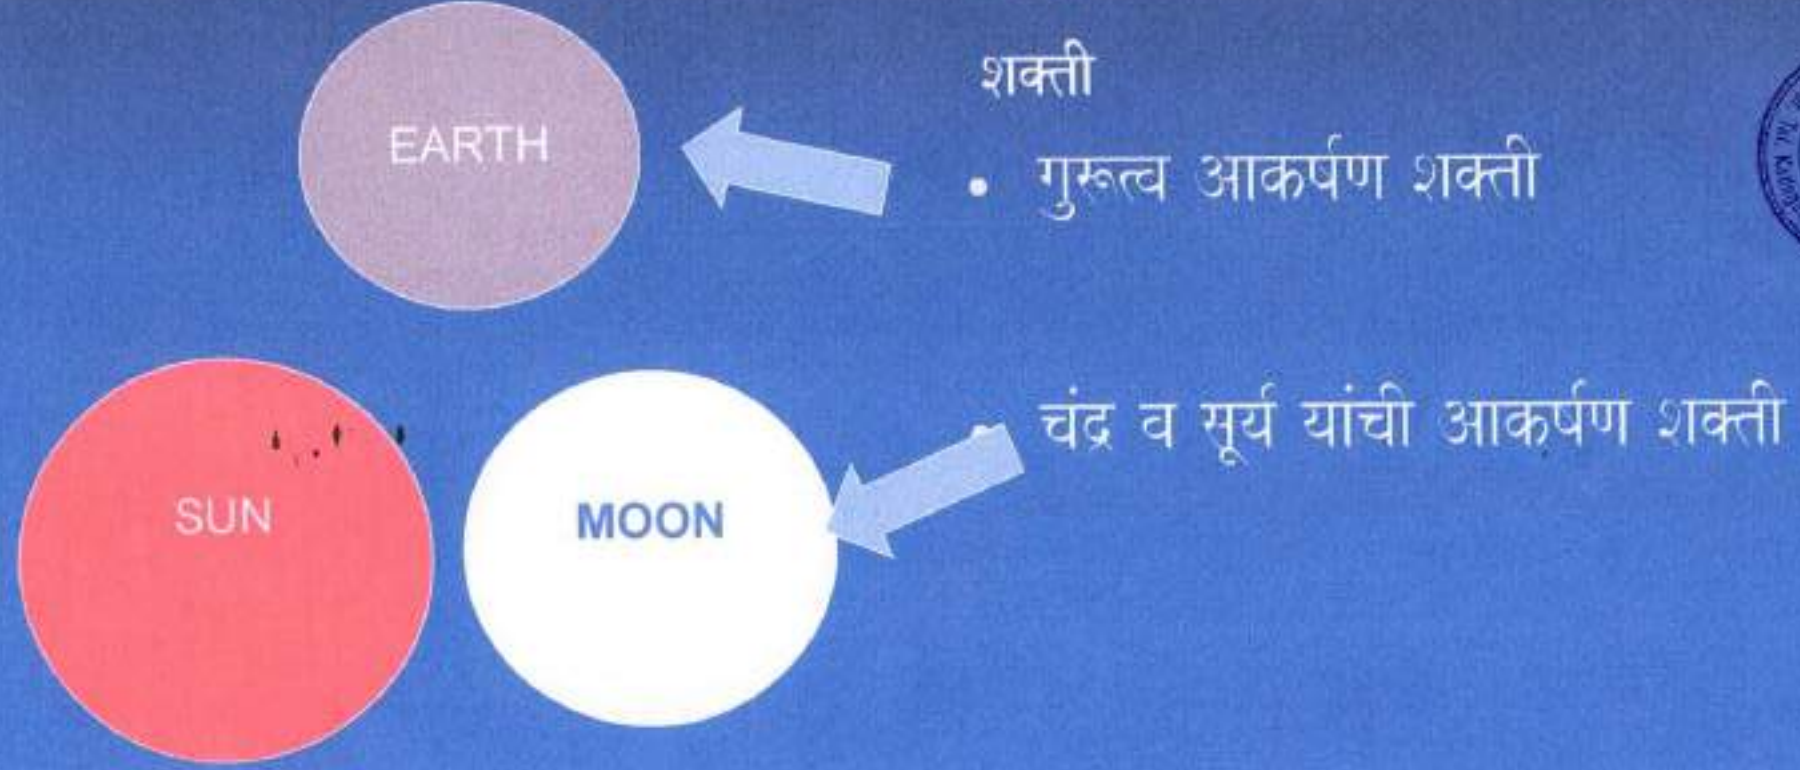 EARTH
शक्ती
• गुरूत्व आकर्षण शक्ती
• चंद्र व सूर्य यांची आकर्षण शक्ती
SUN
MOON